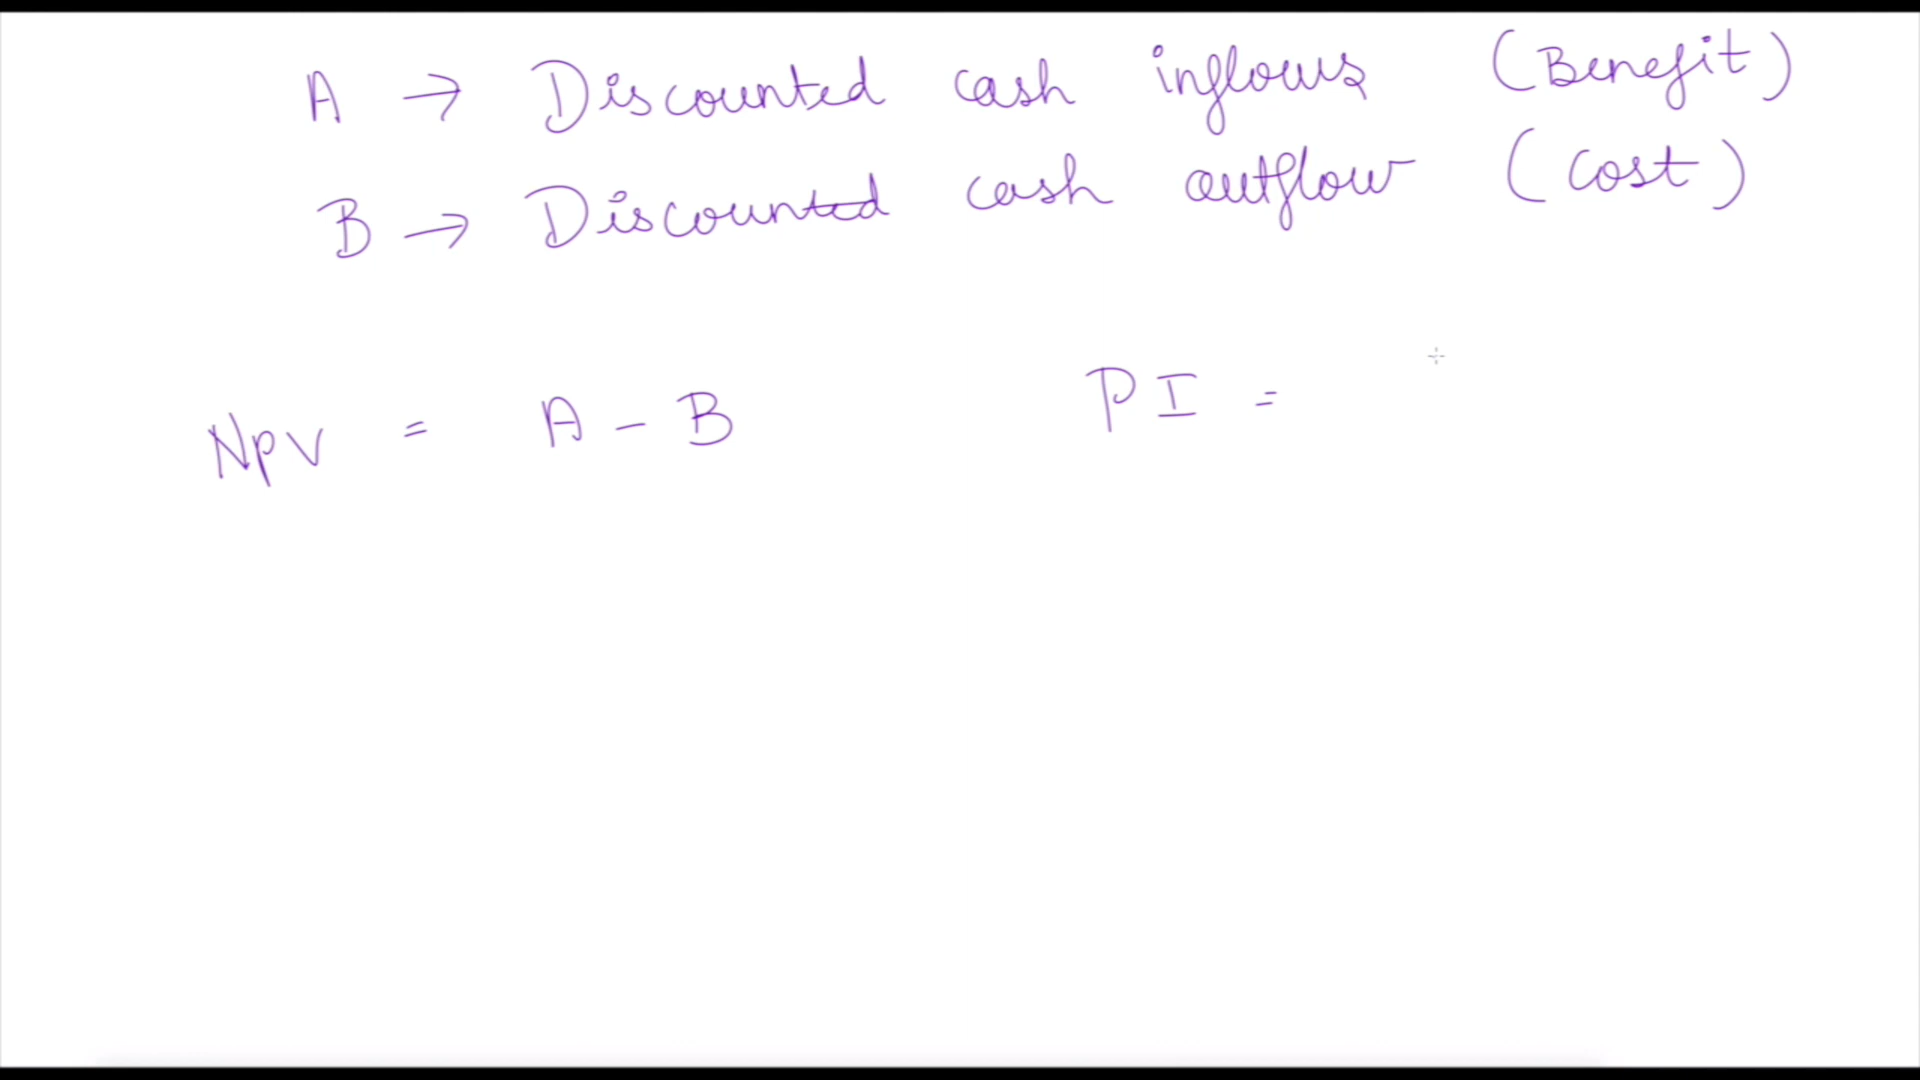 A → Discounted cash inflows (Benefit)
B → Discounted cash outflow (Cost)
NPV = A - B PI =